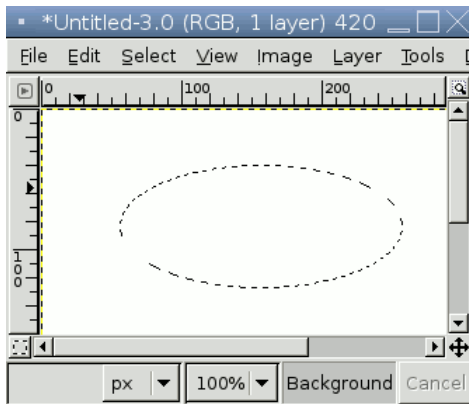 *Untitled-3.0 (RGB, 1 layer) 420
File Edit Select View Image Layer Tools
0 100 200
0
100
px 100% Background Cancel